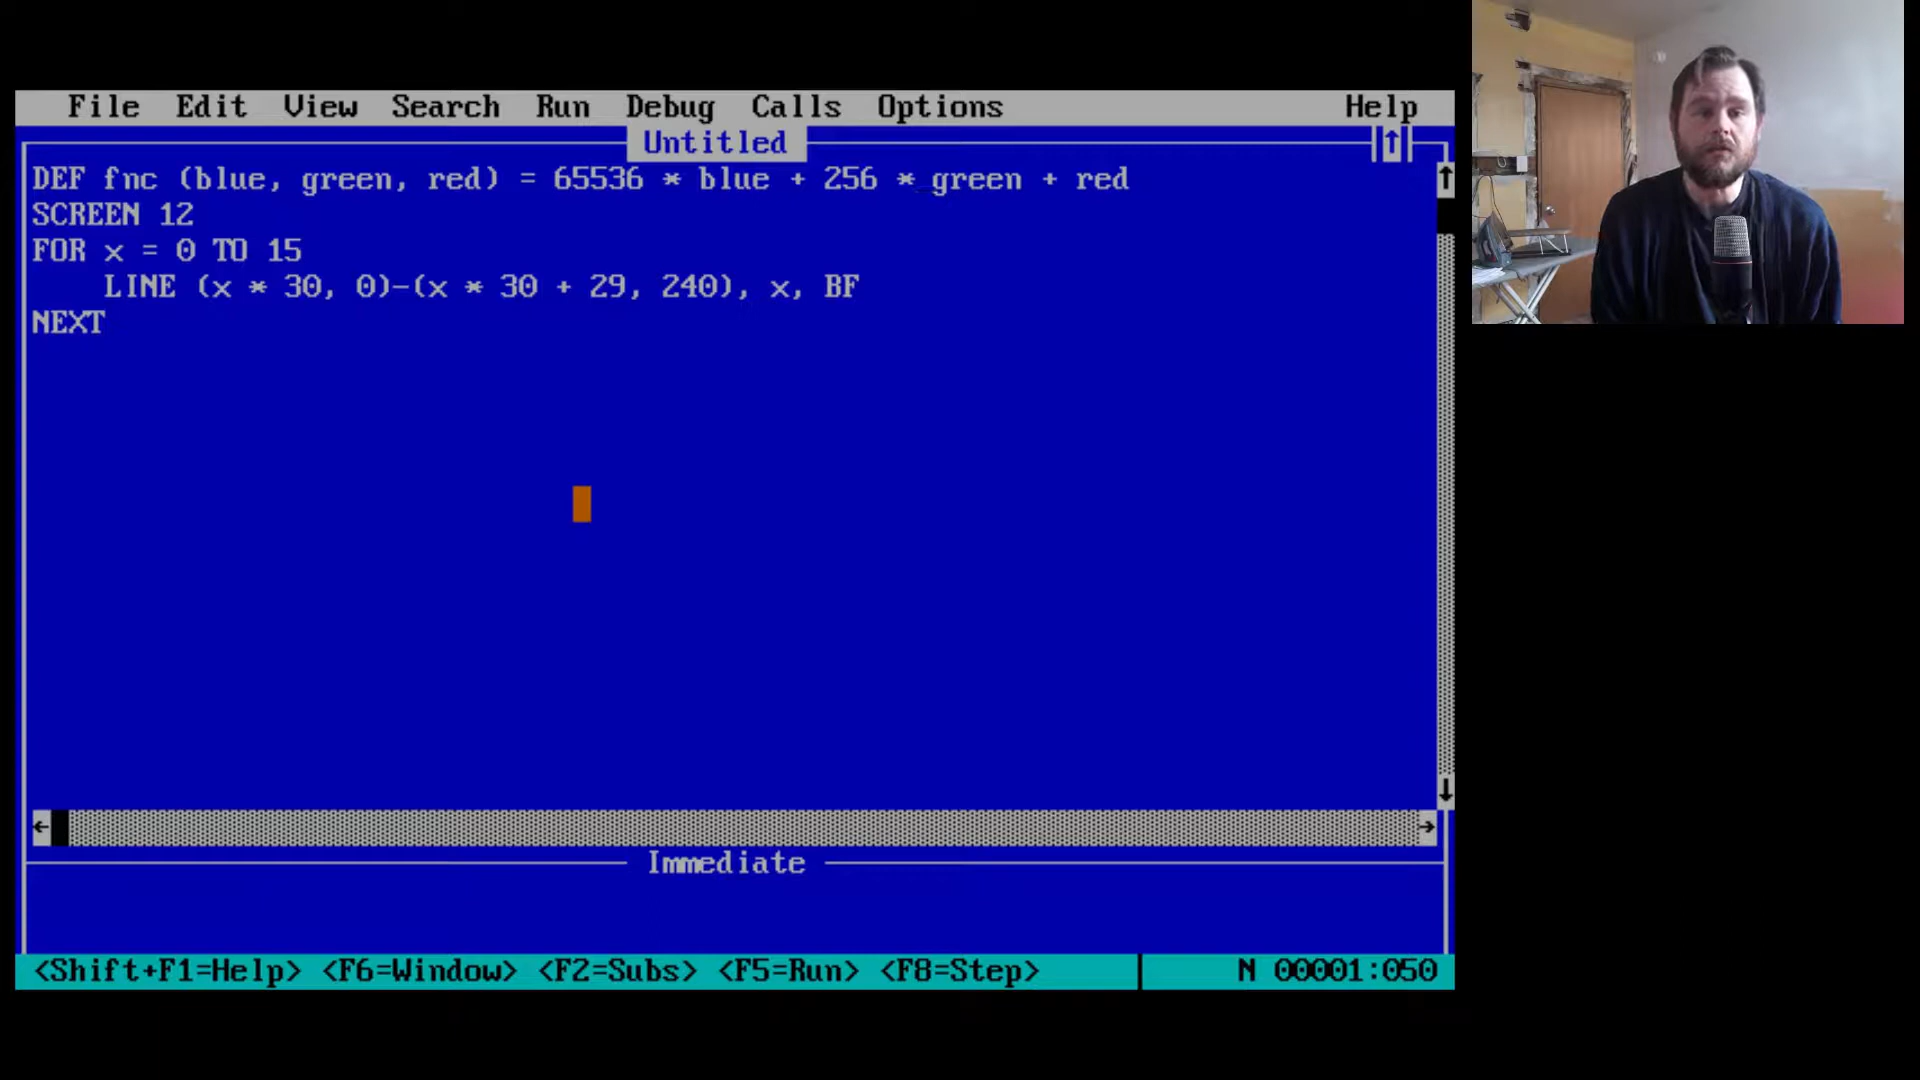 File Edit View Search Run Debug Calls Options Help
Untitled
DEF fnc (blue, green, red) = 65536 * blue + 256 * green + red
SCREEN 12
FOR x = 0 TO 15
    LINE (x * 30, 0)-(x * 30 + 29, 240), x, BF
NEXT
Immediate
<Shift+F1=Help> <F6=Window> <F2=Subs> <F5=Run> <F8=Step> N 00001:050